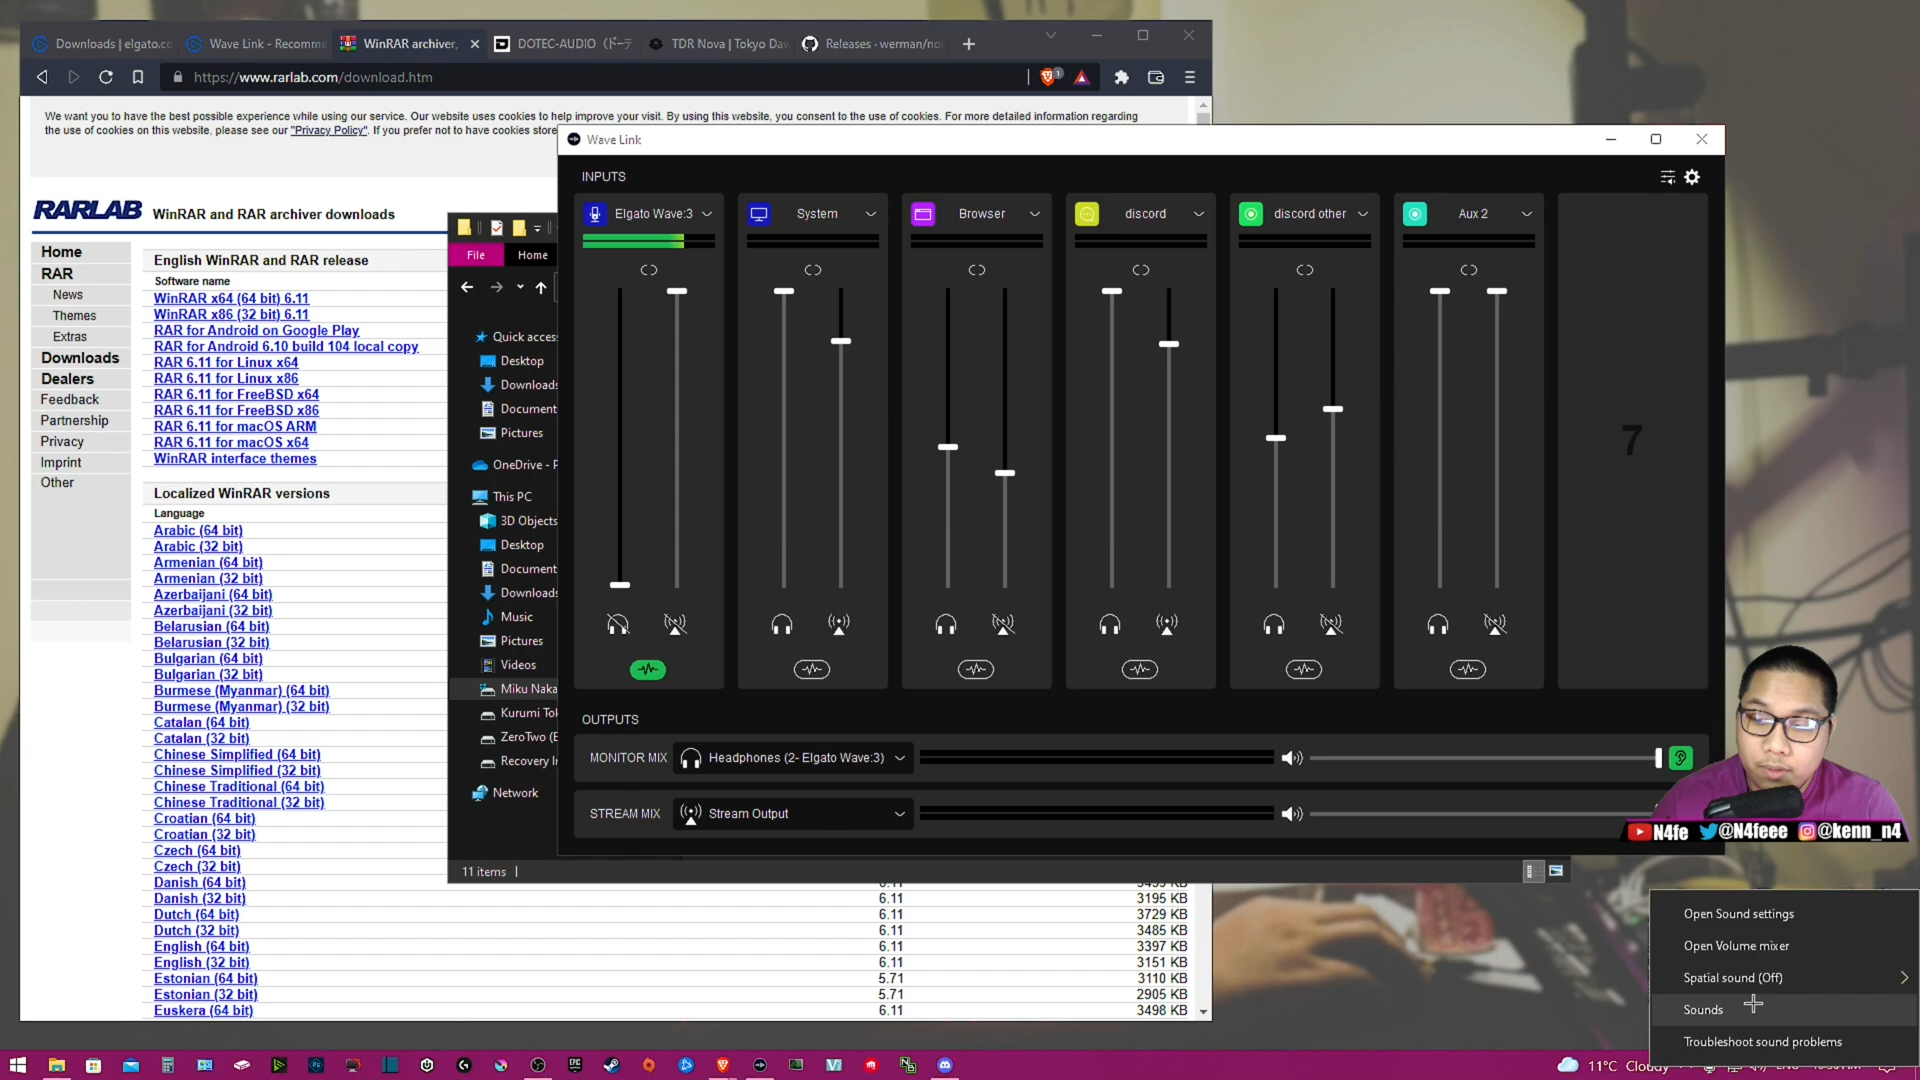 Downloads | elgato.co
Wave Link - Recomme
WinRAR archiver,
DOTEC-AUDIO (ドーテ
TDR Nova | Tokyo Daw
Releases · werman/no
https://www.rarlab.com/download.htm
1
We want you to have the best possible experience while using our service. Our website uses cookies to help improve your visit. By using this website, you consent to the use of cookies. For more detailed information regarding
the use of cookies on this website, please see our "Privacy Policy". If you prefer not to have cookies store
RARLAB
WinRAR and RAR archiver downloads
Home
RAR
News
Themes
Extras
Downloads
Dealers
Feedback
Partnership
Privacy
Imprint
Other
English WinRAR and RAR release
Software name
WinRAR x64 (64 bit) 6.11
WinRAR x86 (32 bit) 6.11
RAR for Android on Google Play
RAR for Android 6.10 build 104 local copy
RAR 6.11 for Linux x64
RAR 6.11 for Linux x86
RAR 6.11 for FreeBSD x64
RAR 6.11 for FreeBSD x86
RAR 6.11 for macOS ARM
RAR 6.11 for macOS x64
WinRAR interface themes
Localized WinRAR versions
Language
Arabic (64 bit)
Arabic (32 bit)
Armenian (64 bit)
Armenian (32 bit)
Azerbaijani (64 bit)
Azerbaijani (32 bit)
Belarusian (64 bit)
Belarusian (32 bit)
Bulgarian (64 bit)
Bulgarian (32 bit)
Burmese (Myanmar) (64 bit)
Burmese (Myanmar) (32 bit)
Catalan (64 bit)
Catalan (32 bit)
Chinese Simplified (64 bit)
Chinese Simplified (32 bit)
Chinese Traditional (64 bit)
Chinese Traditional (32 bit)
Croatian (64 bit)
Croatian (32 bit)
Czech (64 bit)
Czech (32 bit)
Danish (64 bit)
Danish (32 bit) 6.11 3195 KB
Dutch (64 bit) 6.11 3729 KB
Dutch (32 bit) 6.11 3485 KB
English (64 bit) 6.11 3397 KB
English (32 bit) 6.11 3151 KB
Estonian (64 bit) 5.71 3110 KB
Estonian (32 bit) 5.71 2905 KB
Euskera (64 bit) 6.11 3498 KB
File
Home
Quick acces
Desktop
Downloads
Document
Pictures
OneDrive - P
This PC
3D Objects
Desktop
Document
Downloads
Music
Pictures
Videos
Miku Naka
Kurumi Tok
ZeroTwo (E
Recovery Im
Network
11 items
Wave Link
INPUTS
Elgato Wave:3
System
Browser
discord
discord other
Aux 2
7
OUTPUTS
MONITOR MIX
Headphones (2- Elgato Wave:3)
STREAM MIX
Stream Output
N4fe @N4feee @kenn_n4
Open Sound settings
Open Volume mixer
Spatial sound (Off)
Sounds
Troubleshoot sound problems
11°C Cloudy